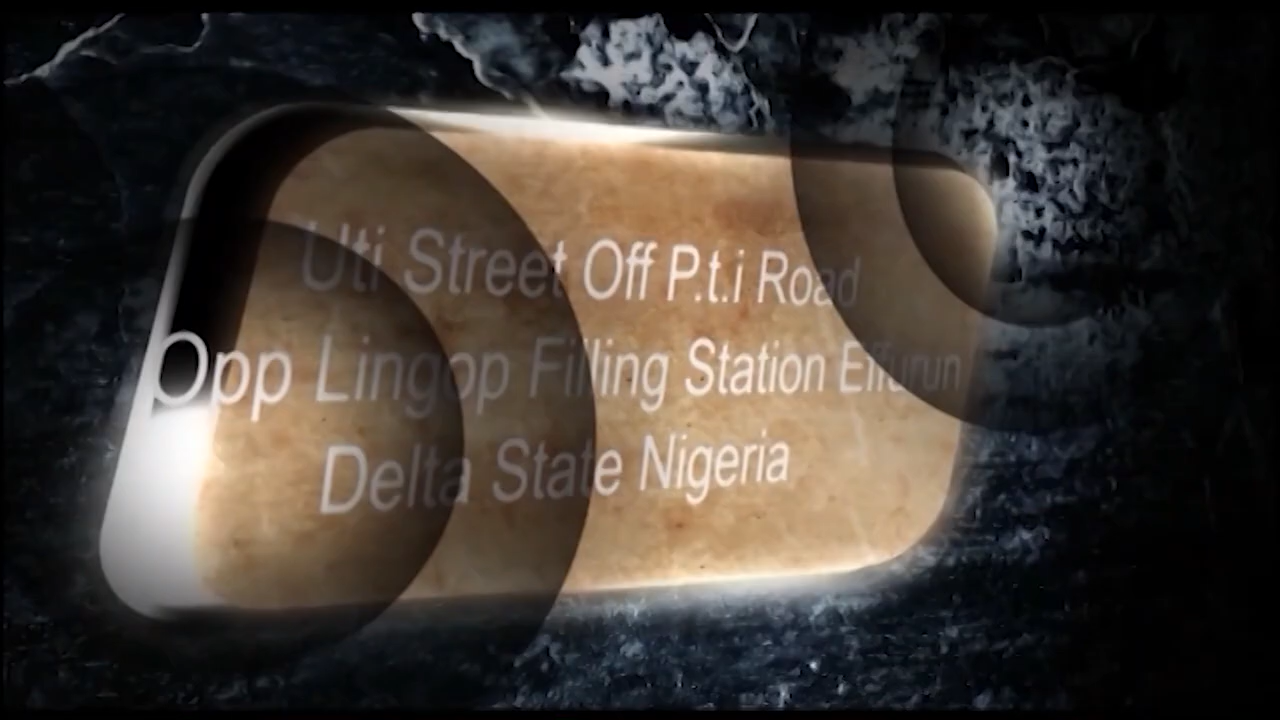 Uti Street Off P.t.i Road
Opp Lingop Filling Station Effurun
Delta State Nigeria